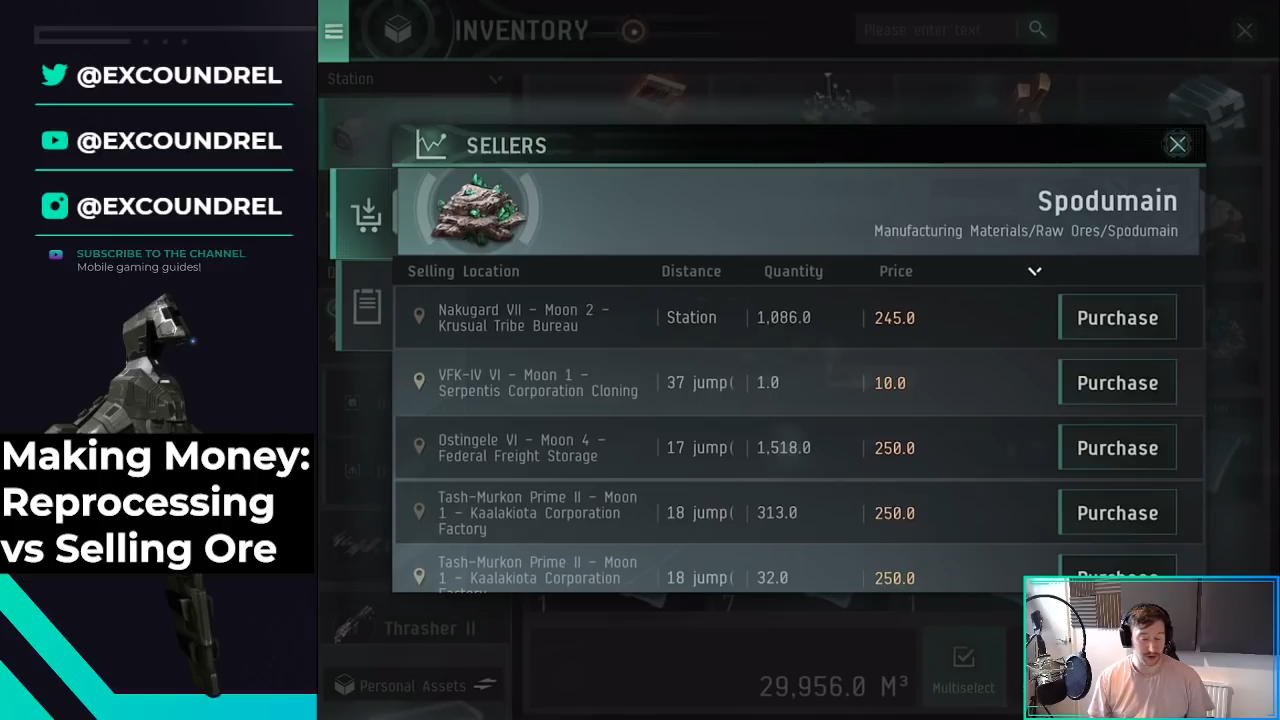 @EXCOUNDREL
@EXCOUNDREL
@EXCOUNDREL
SUBSCRIBE TO THE CHANNEL
Mobile gaming guides!
Making Money:
Reprocessing
vs Selling Ore
INVENTORY
Please enter text
Station
SELLERS
Spodumain
Manufacturing Materials/Raw Ores/Spodumain
Selling Location Distance Quantity Price
Nakugard VII - Moon 2 -
Krusual Tribe Bureau
Station 1,086.0 245.0 Purchase
VFK-IV VI - Moon 1 -
Serpentis Corporation Cloning
37 jump( 1.0 10.0 Purchase
Ostingele VI - Moon 4 -
Federal Freight Storage
17 jump( 1,518.0 250.0 Purchase
Tash-Murkon Prime II - Moon
1 - Kaalakiota Corporation
Factory
18 jump( 313.0 250.0 Purchase
Tash-Murkon Prime II - Moon
1 - Kaalakiota Corporation
Factory
18 jump( 32.0 250.0 Purchase
Thrasher II
Personal Assets
29,956.0 M³
Multiselect